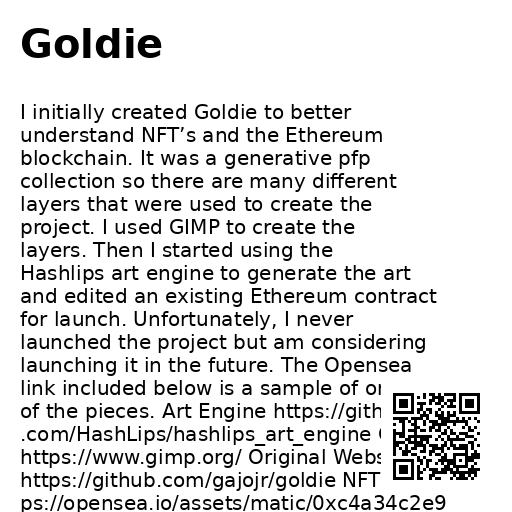 Goldie
I initially created Goldie to better
understand NFT’s and the Ethereum
blockchain. It was a generative pfp
collection so there are many different
layers that were used to create the
project. I used GIMP to create the
layers. Then I started using the
Hashlips art engine to generate the art
and edited an existing Ethereum contract
for launch. Unfortunately, I never
launched the project but am considering
launching it in the future. The Opensea
link included below is a sample of
of the pieces. Art Engine https://gith
.com/HashLips/hashlips_art_engine
https://www.gimp.org/ Original Webs
https://github.com/gajojr/goldie NFT
ps://opensea.io/assets/matic/0xc4a34c2e9